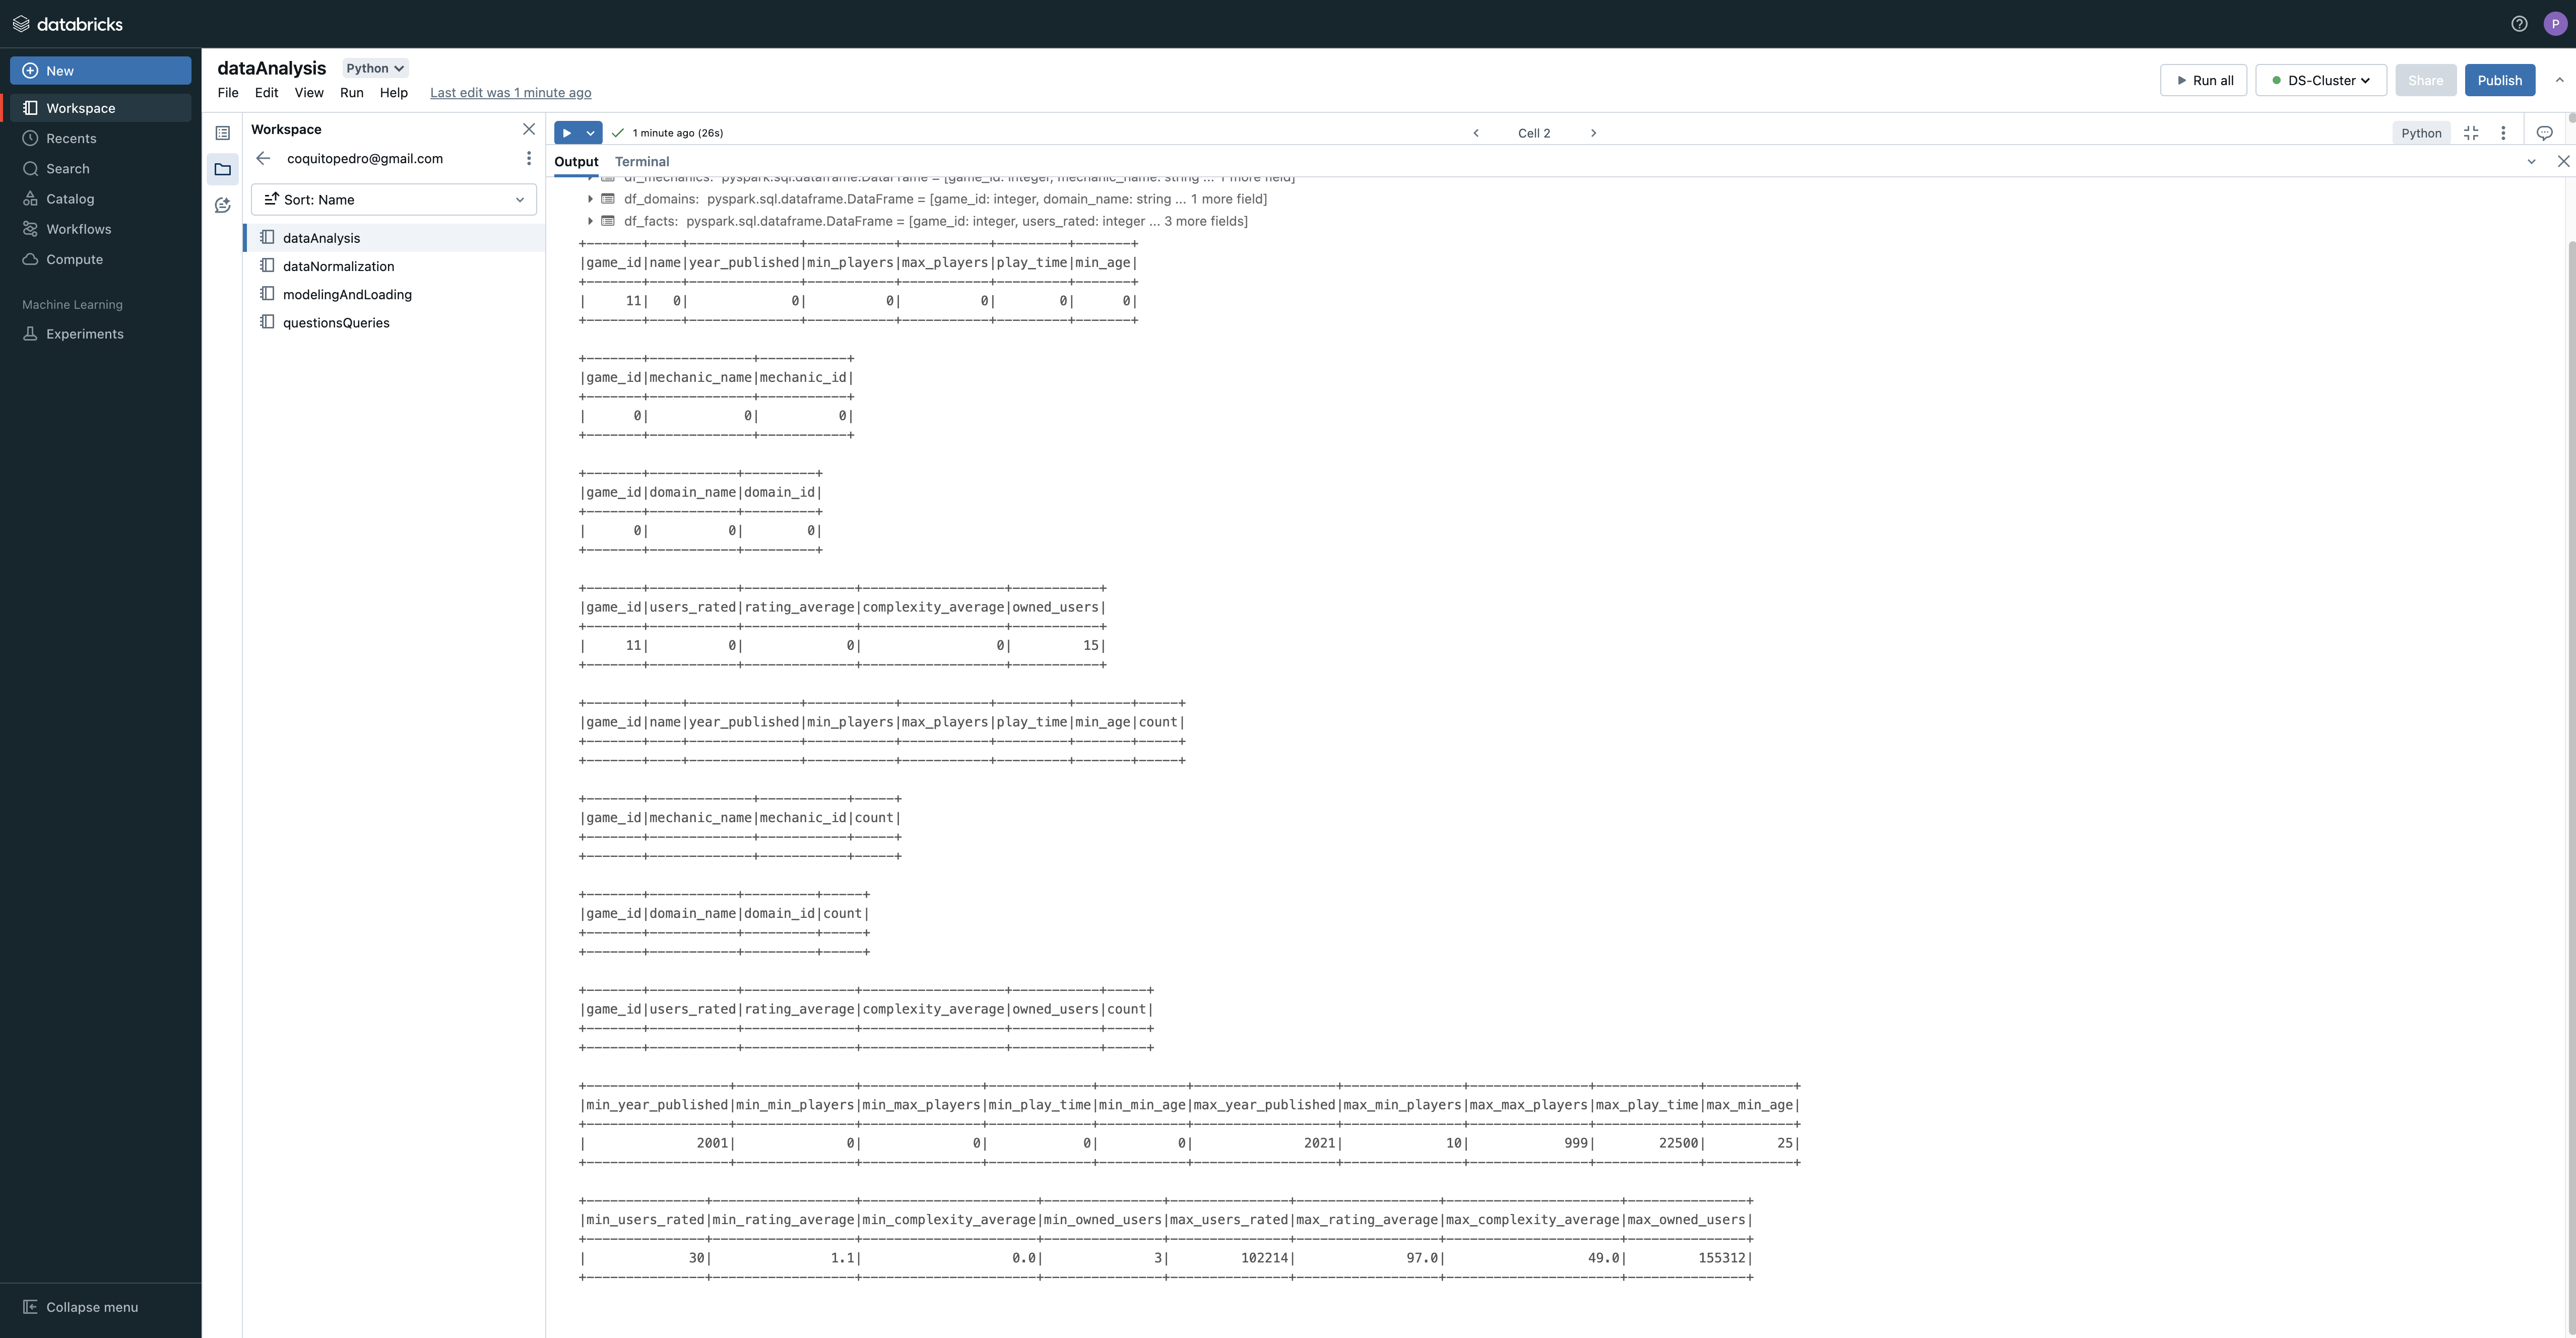 databricks
P
New
Workspace
Recents
Search
Catalog
Workflows
Compute
Machine Learning
Experiments
Collapse menu
dataAnalysis
Python
File Edit View Run Help Last edit was 1 minute ago
Run all
DS-Cluster
Share
Publish
Workspace
coquitopedro@gmail.com
Sort: Name
dataAnalysis
dataNormalization
modelingAndLoading
questionsQueries
1 minute ago (26s)
Cell 2
Python
Output Terminal
df_mechanics: pyspark.sql.dataframe.DataFrame = [game_id: integer, mechanic_name: string ... 1 more field]
df_domains: pyspark.sql.dataframe.DataFrame = [game_id: integer, domain_name: string ... 1 more field]
df_facts: pyspark.sql.dataframe.DataFrame = [game_id: integer, users_rated: integer ... 3 more fields]
|game_id|name|year_published|min_players|max_players|play_time|min_age|
| 11| 0| 0| 0| 0| 0| 0|
|game_id|mechanic_name|mechanic_id|
| 0| 0| 0|
|game_id|domain_name|domain_id|
| 0| 0| 0|
|game_id|users_rated|rating_average|complexity_average|owned_users|
| 11| 0| 0| 0| 15|
|game_id|name|year_published|min_players|max_players|play_time|min_age|count|
|game_id|mechanic_name|mechanic_id|count|
|game_id|domain_name|domain_id|count|
|game_id|users_rated|rating_average|complexity_average|owned_users|count|
|min_year_published|min_min_players|min_max_players|min_play_time|min_min_age|max_year_published|max_min_players|max_max_players|max_play_time|max_min_age|
| 2001| 0| 0| 0| 0| 2021| 10| 999| 22500| 25|
|min_users_rated|min_rating_average|min_complexity_average|min_owned_users|max_users_rated|max_rating_average|max_complexity_average|max_owned_users|
| 30| 1.1| 0.0| 3| 102214| 97.0| 49.0| 155312|